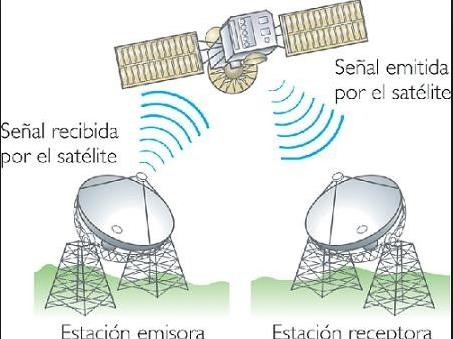 Señal emitida
por el satélite
Señal recibida
por el satélite
Estación emisora
Estación receptora